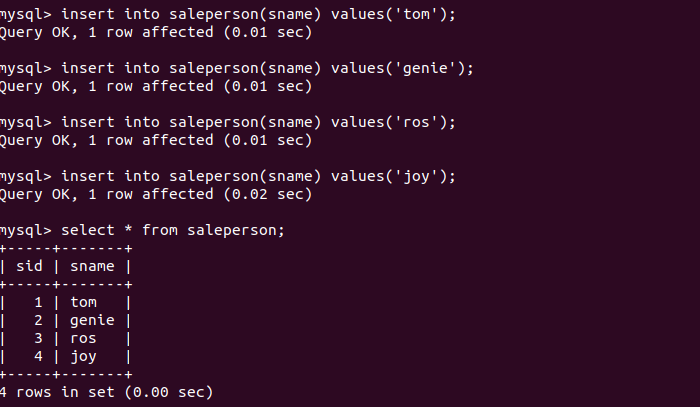 mysql> insert into saleperson(sname) values('tom');
Query OK, 1 row affected (0.01 sec)
mysql> insert into saleperson(sname) values('genie');
Query OK, 1 row affected (0.01 sec)
mysql> insert into saleperson(sname) values('ros');
Query OK, 1 row affected (0.01 sec)
mysql> insert into saleperson(sname) values('joy');
Query OK, 1 row affected (0.02 sec)
mysql> select * from saleperson;
+-----+-------+
| sid | sname |
+-----+-------+
|   1 | tom   |
|   2 | genie |
|   3 | ros   |
|   4 | joy   |
+-----+-------+
4 rows in set (0.00 sec)